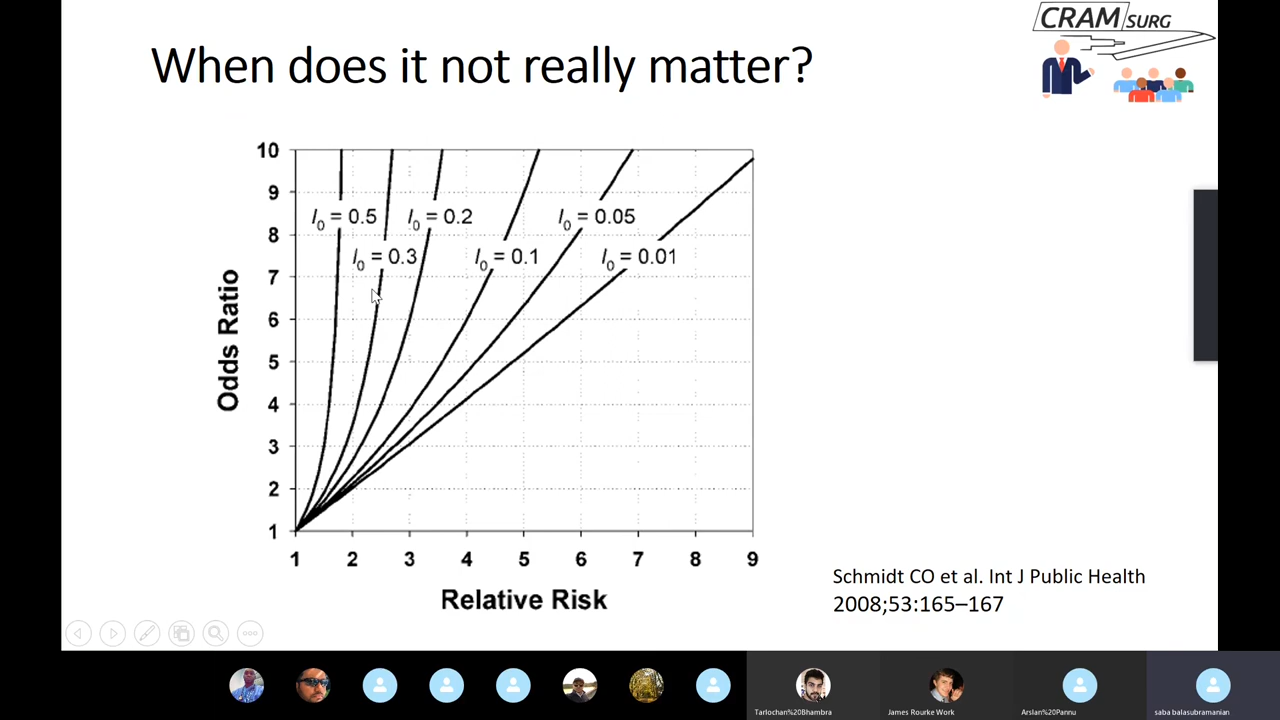 CRAM SURG
When does it not really matter?
10
9
8
7
6
5
4
3
2
1
Odds Ratio
I0 = 0.5
I0 = 0.2
I0 = 0.05
I0 = 0.3
I0 = 0.1
I0 = 0.01
1 2 3 4 5 6 7 8 9
Relative Risk
Schmidt CO et al. Int J Public Health
2008;53:165–167
Tarlochan%20Bhambra
James Rourke Work
Arslan%20Pannu
saba balasubramanian